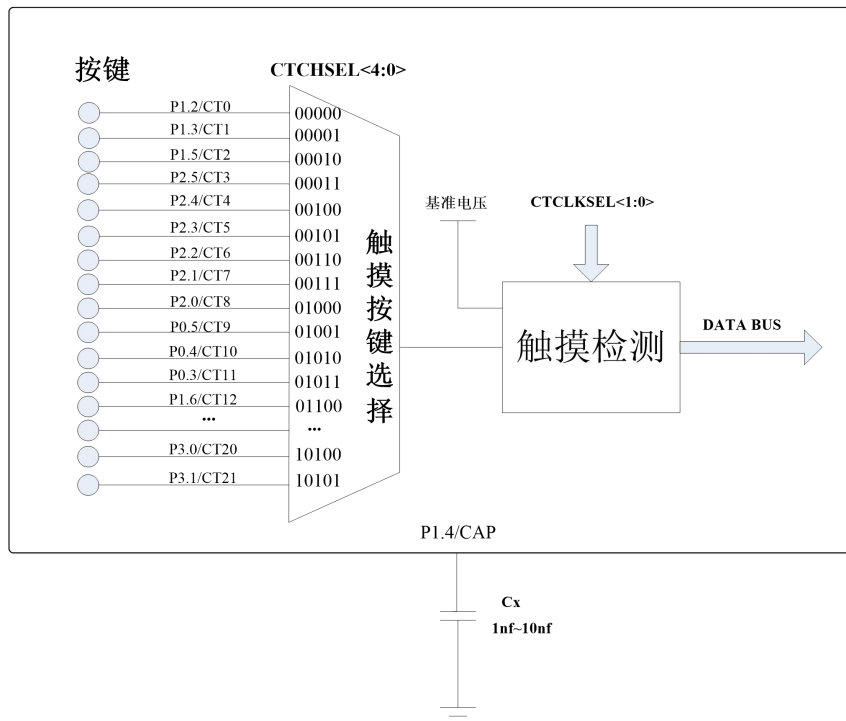 按键
CTCHSEL<4:0>
P1.2/CT0 00000
P1.3/CT1 00001
P1.5/CT2 00010
P2.5/CT3 00011
P2.4/CT4 00100
P2.3/CT5 00101
P2.2/CT6 00110
P2.1/CT7 00111
P2.0/CT8 01000
P0.5/CT9 01001
P0.4/CT10 01010
P0.3/CT11 01011
P1.6/CT12 01100
... ...
P3.0/CT20 10100
P3.1/CT21 10101
触摸按键选择
基准电压
CTCLKSEL<1:0>
触摸检测
DATA BUS
P1.4/CAP
Cx
1nf~10nf